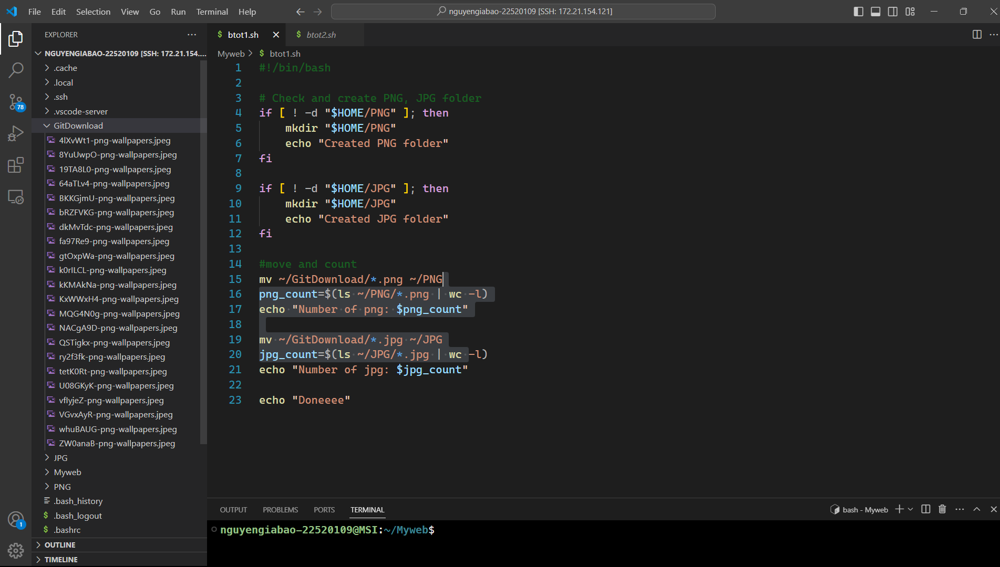 File Edit Selection View Go Run Terminal Help
nguyengiabao-22520109 [SSH: 172.21.154.121]
EXPLORER
NGUYENGIABAO-22520109 [SSH: 172.21.154....
.cache
.local
.ssh
.vscode-server
GitDownload
4lXvWt1-png-wallpapers.jpeg
8YuUwpO-png-wallpapers.jpeg
19TA8L0-png-wallpapers.jpeg
64aTLv4-png-wallpapers.jpeg
BKKGjmU-png-wallpapers.jpeg
bRZFVKG-png-wallpapers.jpeg
dkMvTdc-png-wallpapers.jpeg
fa97Re9-png-wallpapers.jpeg
gtOxpWa-png-wallpapers.jpeg
k0rILCL-png-wallpapers.jpeg
kKMAkNa-png-wallpapers.jpeg
KxWWxH4-png-wallpapers.jpeg
MQG4N0g-png-wallpapers.jpeg
NACgA9D-png-wallpapers.jpeg
QSTigkx-png-wallpapers.jpeg
ry2f3fk-png-wallpapers.jpeg
tetK0Rt-png-wallpapers.jpeg
U08GKyK-png-wallpapers.jpeg
vfIyjeZ-png-wallpapers.jpeg
VGvxAyR-png-wallpapers.jpeg
whuBAUG-png-wallpapers.jpeg
ZW0anaB-png-wallpapers.jpeg
JPG
Myweb
PNG
.bash_history
$ .bash_logout
$ .bashrc
OUTLINE
TIMELINE
78
1
$ btot1.sh
$ btot2.sh
Myweb > $ btot1.sh
1 #!/bin/bash
2
3 # Check and create PNG, JPG folder
4 if [ ! -d "$HOME/PNG" ]; then
5     mkdir "$HOME/PNG"
6     echo "Created PNG folder"
7 fi
8
9 if [ ! -d "$HOME/JPG" ]; then
10     mkdir "$HOME/JPG"
11     echo "Created JPG folder"
12 fi
13
14 #move and count
15 mv ~/GitDownload/*.png ~/PNG
16 png_count=$(ls ~/PNG/*.png | wc -l)
17 echo "Number of png: $png_count"
18
19 mv ~/GitDownload/*.jpg ~/JPG
20 jpg_count=$(ls ~/JPG/*.jpg | wc -l)
21 echo "Number of jpg: $jpg_count"
22
23 echo "Doneeee"
OUTPUT PROBLEMS PORTS TERMINAL
bash - Myweb
nguyengiabao-22520109@MSI:~/Myweb$